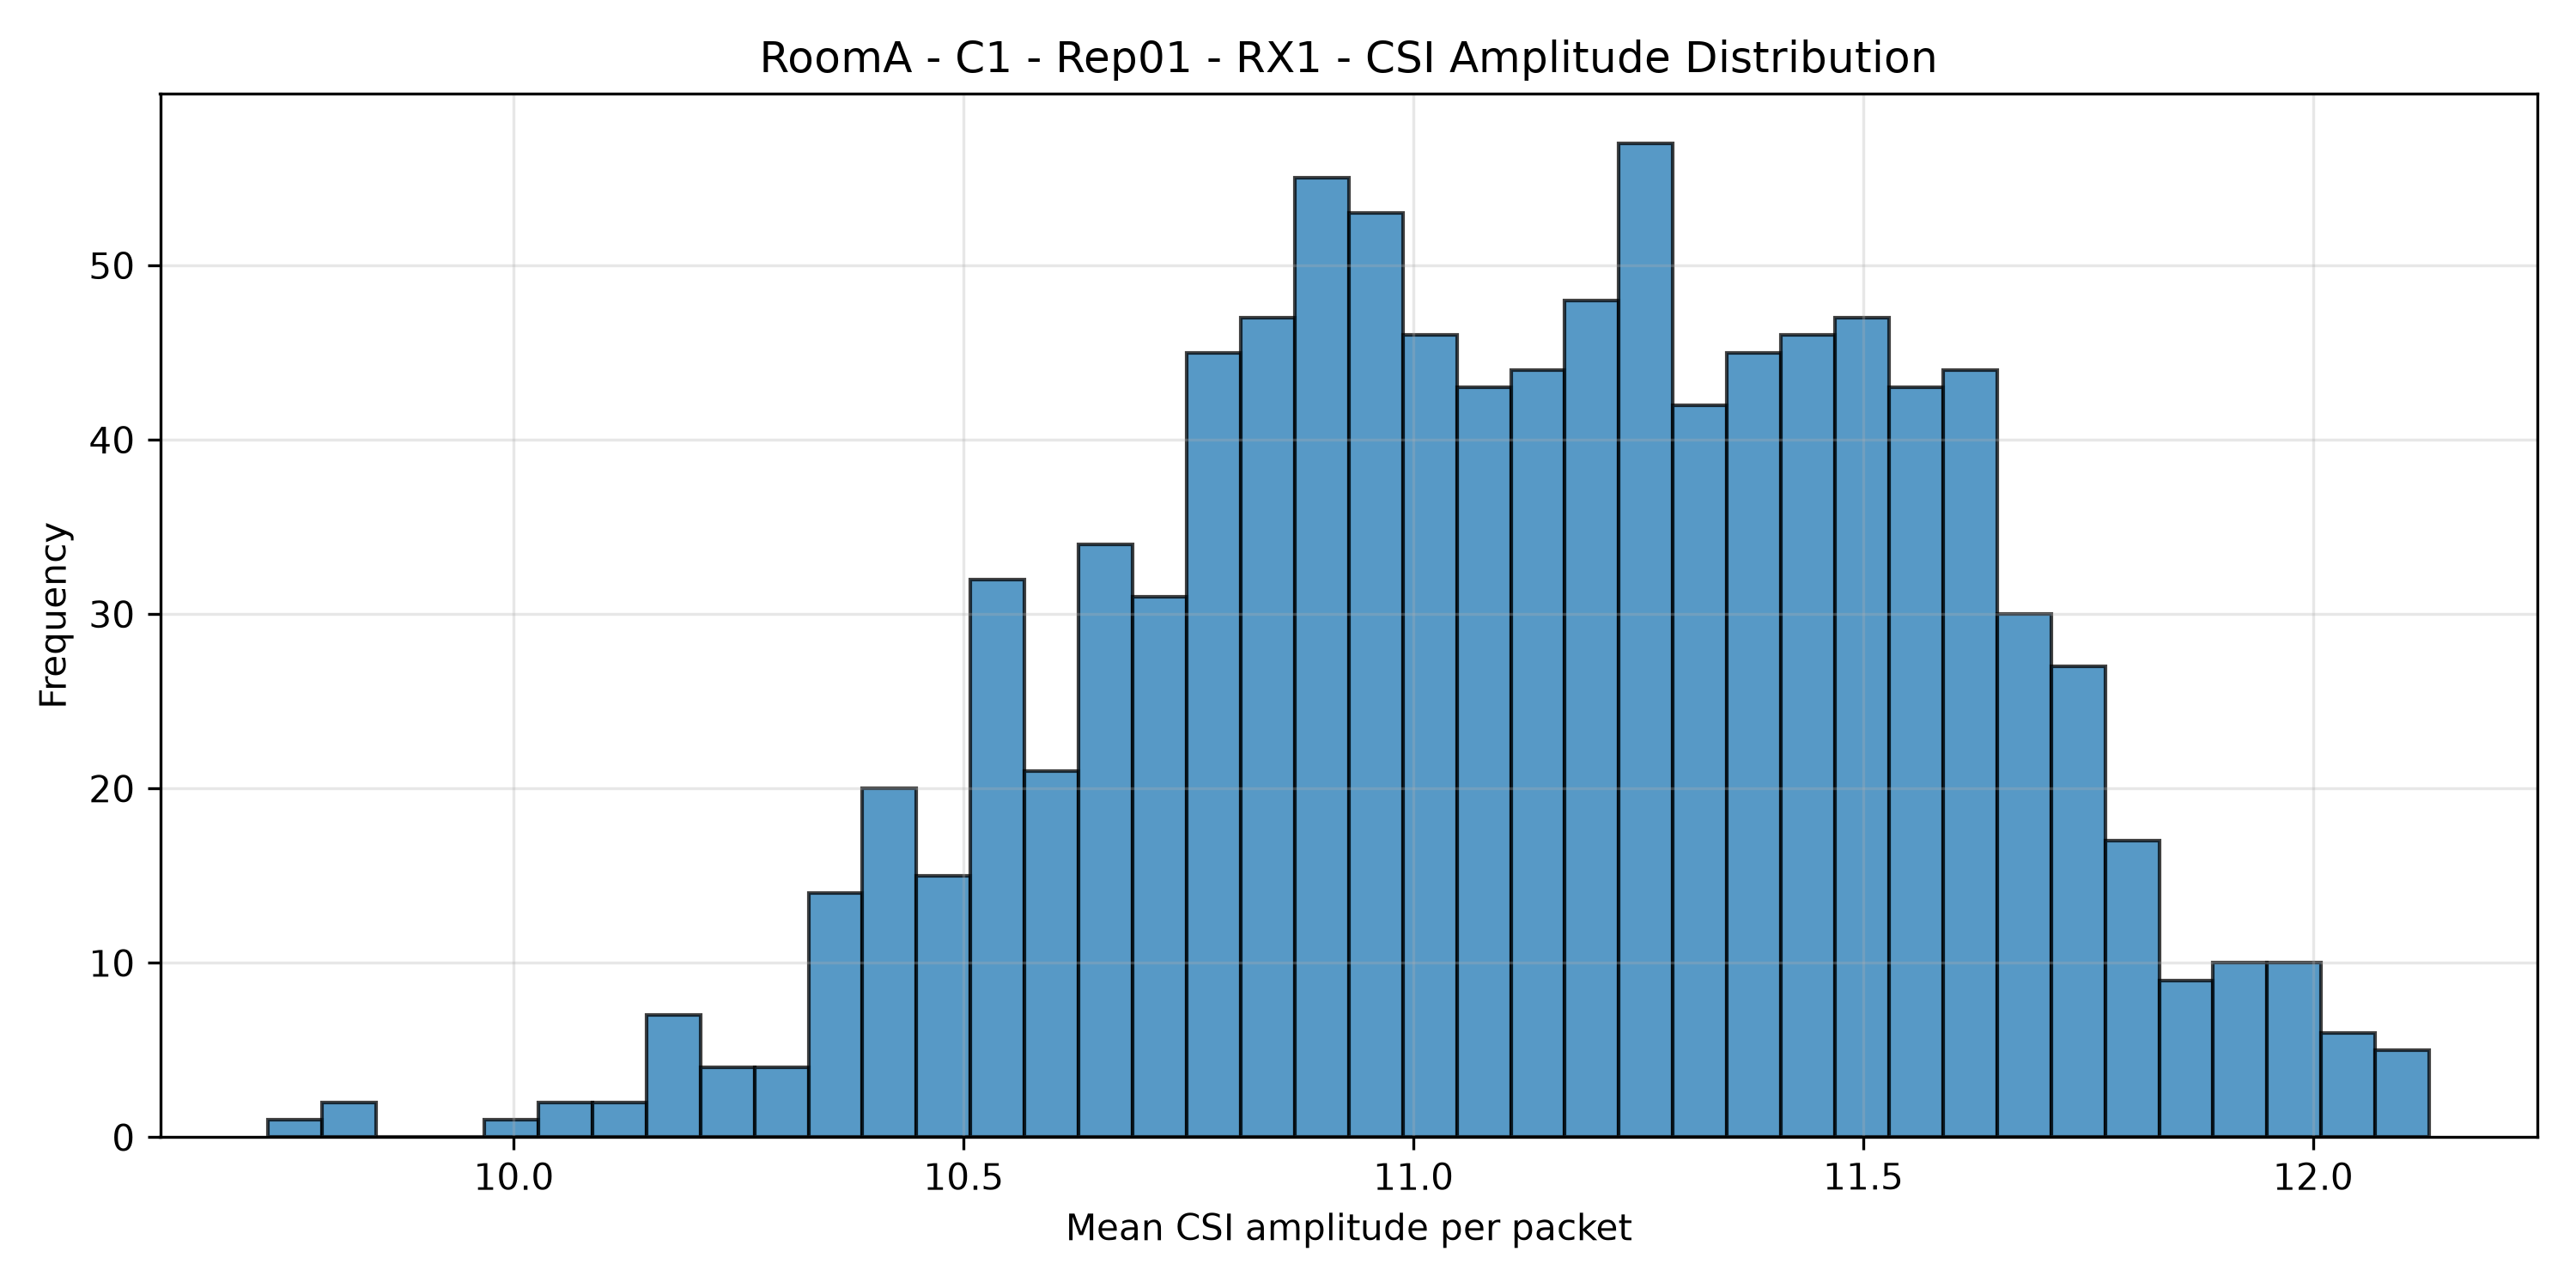 RoomA - C1 - Rep01 - RX1 - CSI Amplitude Distribution
Frequency
50
40
30
20
10
0
10.0 10.5 11.0 11.5 12.0
Mean CSI amplitude per packet